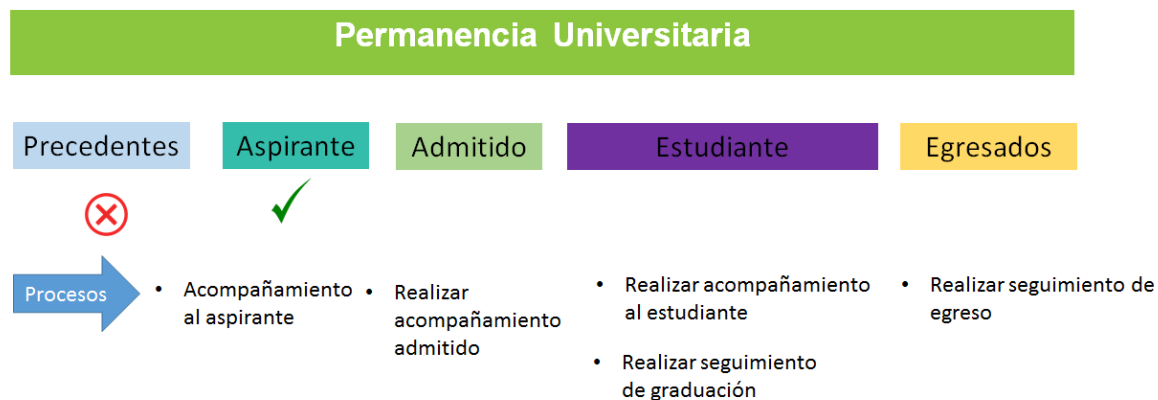 Permanencia Universitaria
Precedentes
Aspirante
Admitido
Estudiante
Egresados
Procesos
• Acompañamiento
al aspirante
• Realizar
acompañamiento
admitido
• Realizar acompañamiento
al estudiante
• Realizar seguimiento
de graduación
• Realizar seguimiento de
egreso